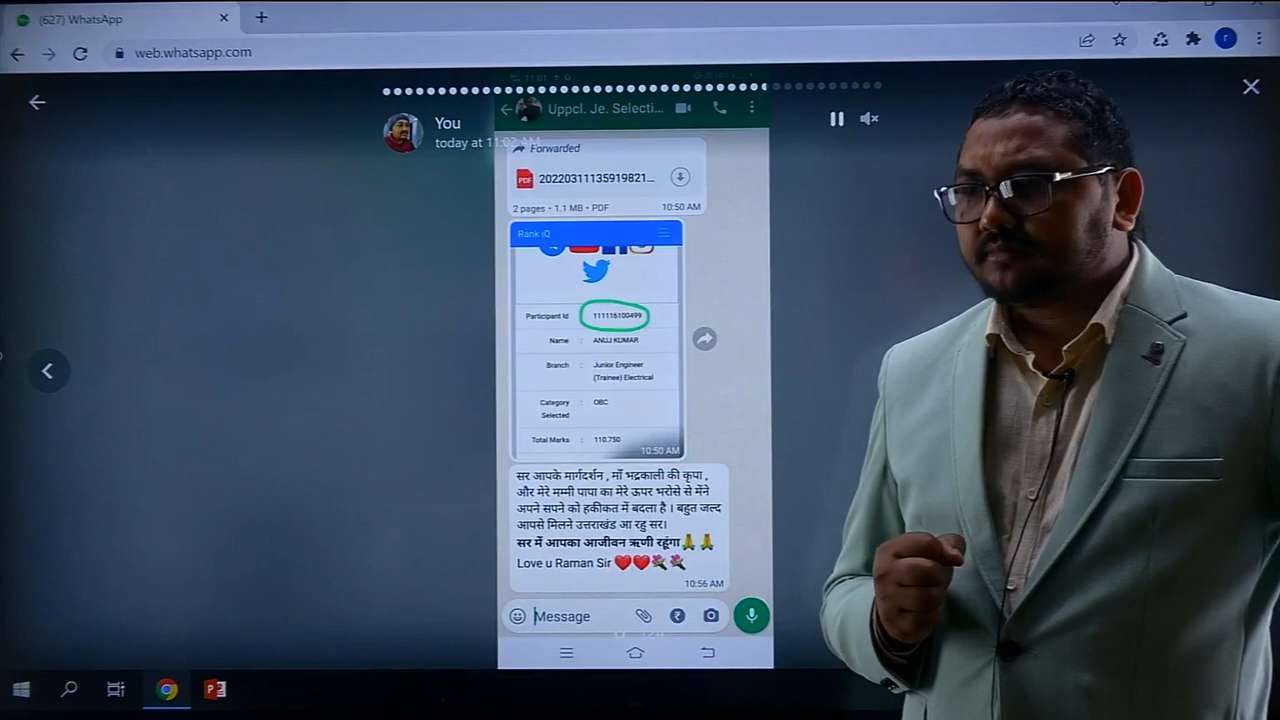 (627) WhatsApp
web.whatsapp.com
r
Uppcl. Je. Selecti...
You
today at 11:02 AM
Forwarded
PDF
20220311135919821...
2 pages • 1.1 MB • PDF
10:50 AM
Rank iQ
Participant Id
111116100499
Name : ANUJ KUMAR
Branch : Junior Engineer
(Trainee) Electrical
Category : OBC
Selected
Total Marks : 110.750
10:50 AM
सर आपके मार्गदर्शन , माँ भद्रकाली की कृपा ,
और मेरे मम्मी पापा का मेरे ऊपर भरोसे से मेंने
अपने सपने को हकीकत में बदला है । बहुत जल्द
आपसे मिलने उत्तराखंड आ रहु सर।
सर में आपका आजीवन ऋणी रहूंगा🙏 🙏
Love u Raman Sir ❤️❤️🌹🌹
10:56 AM
Message